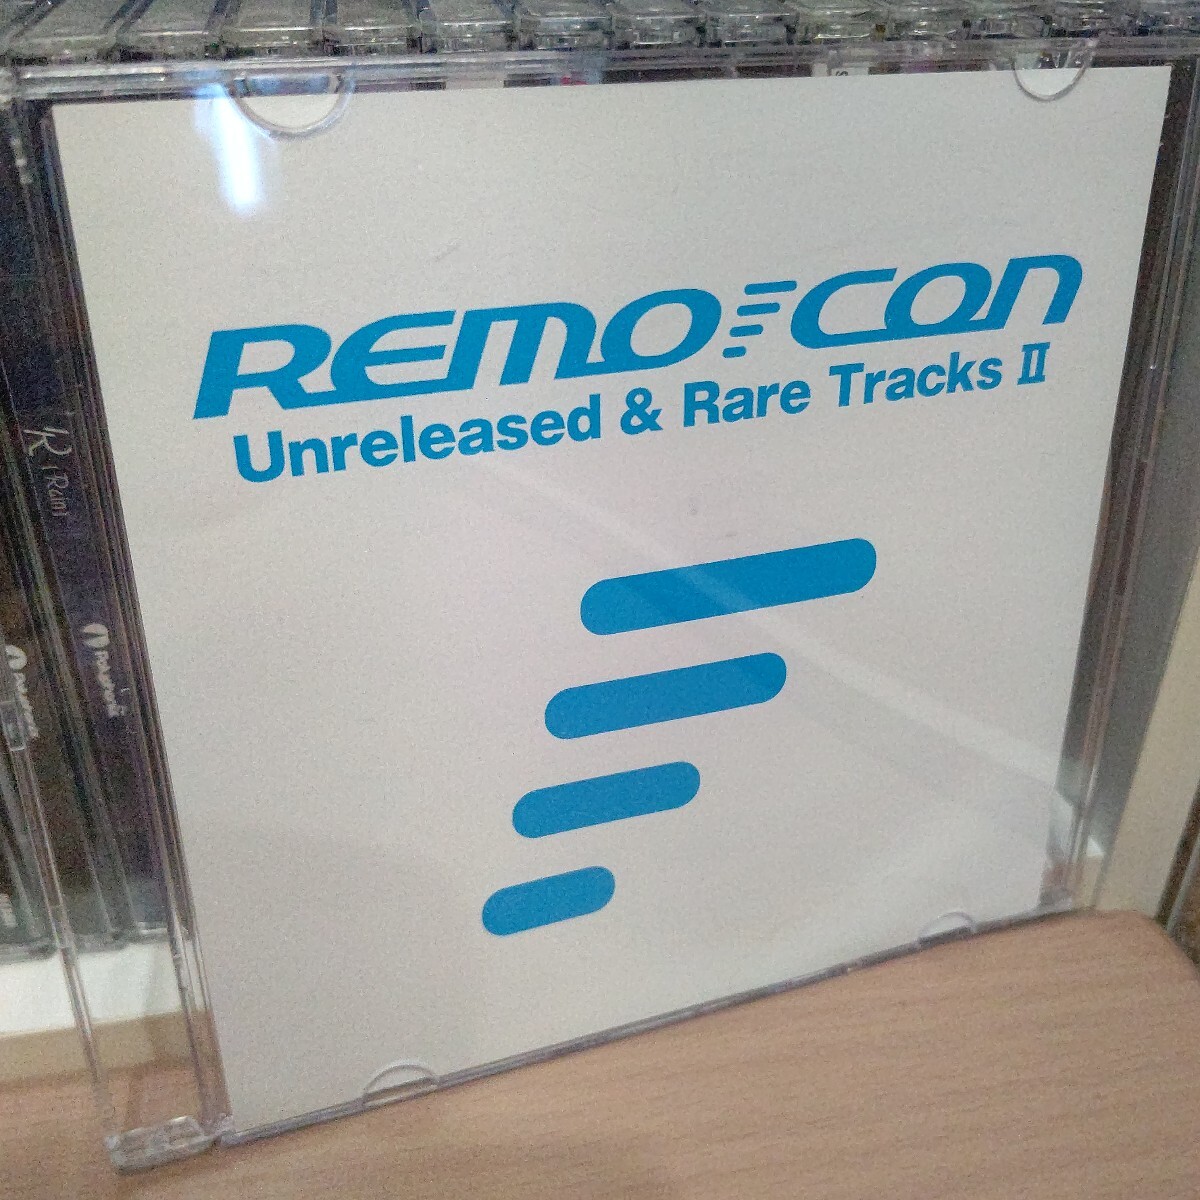 REMO-CON
Unreleased & Rare Tracks II